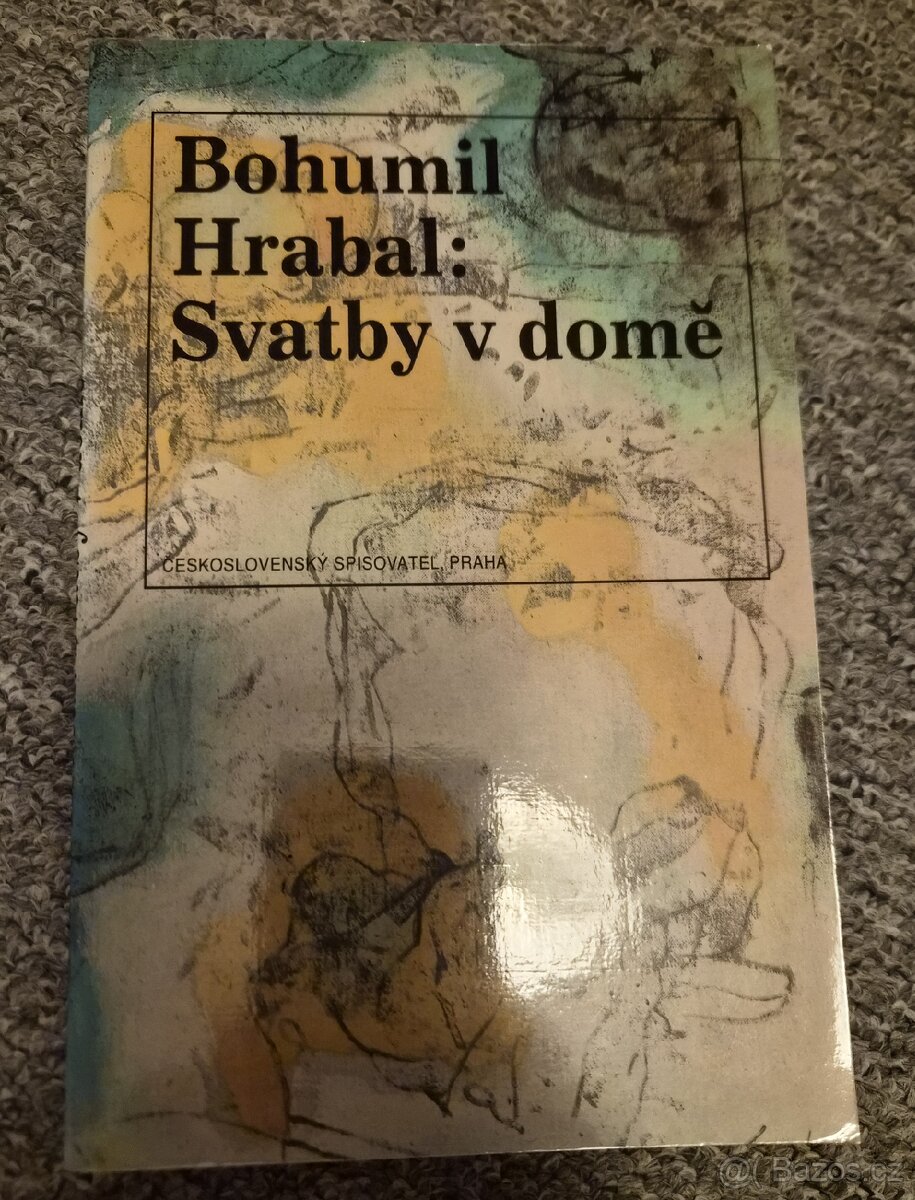 Bohumil
Hrabal:
Svatby v domě
ČESKOSLOVENSKÝ SPISOVATEL, PRAHA
Bazos.cz